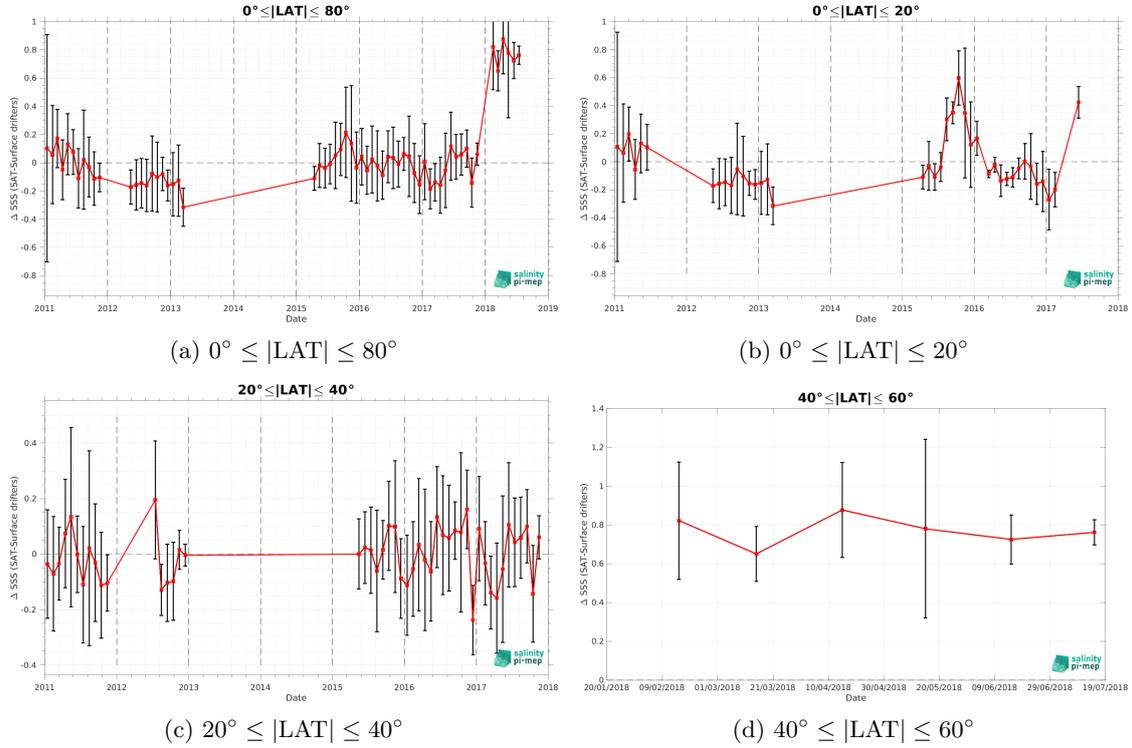 0°≤|LAT|≤ 80°
1
0.8
0.6
0.4
0.2
0
-0.2
-0.4
-0.6
-0.8
Δ SSS (SAT-Surface drifters)
2011 2012 2013 2014 2015 2016 2017 2018 2019
Date
salinity
pi-mep
(a) 0° ≤ |LAT| ≤ 80°
0°≤|LAT|≤ 20°
1
0.8
0.6
0.4
0.2
0
-0.2
-0.4
-0.6
-0.8
Δ SSS (SAT-Surface drifters)
2011 2012 2013 2014 2015 2016 2017 2018
Date
salinity
pi-mep
(b) 0° ≤ |LAT| ≤ 20°
20°≤|LAT|≤ 40°
0.4
0.2
0
-0.2
-0.4
Δ SSS (SAT-Surface drifters)
2011 2012 2013 2014 2015 2016 2017 2018
Date
salinity
pi-mep
(c) 20° ≤ |LAT| ≤ 40°
40°≤|LAT|≤ 60°
1.4
1.2
1
0.8
0.6
0.4
0.2
0
Δ SSS (SAT-Surface drifters)
20/01/2018 09/02/2018 01/03/2018 21/03/2018 10/04/2018 30/04/2018 20/05/2018 09/06/2018 29/06/2018 19/07/2018
Date
salinity
pi-mep
(d) 40° ≤ |LAT| ≤ 60°